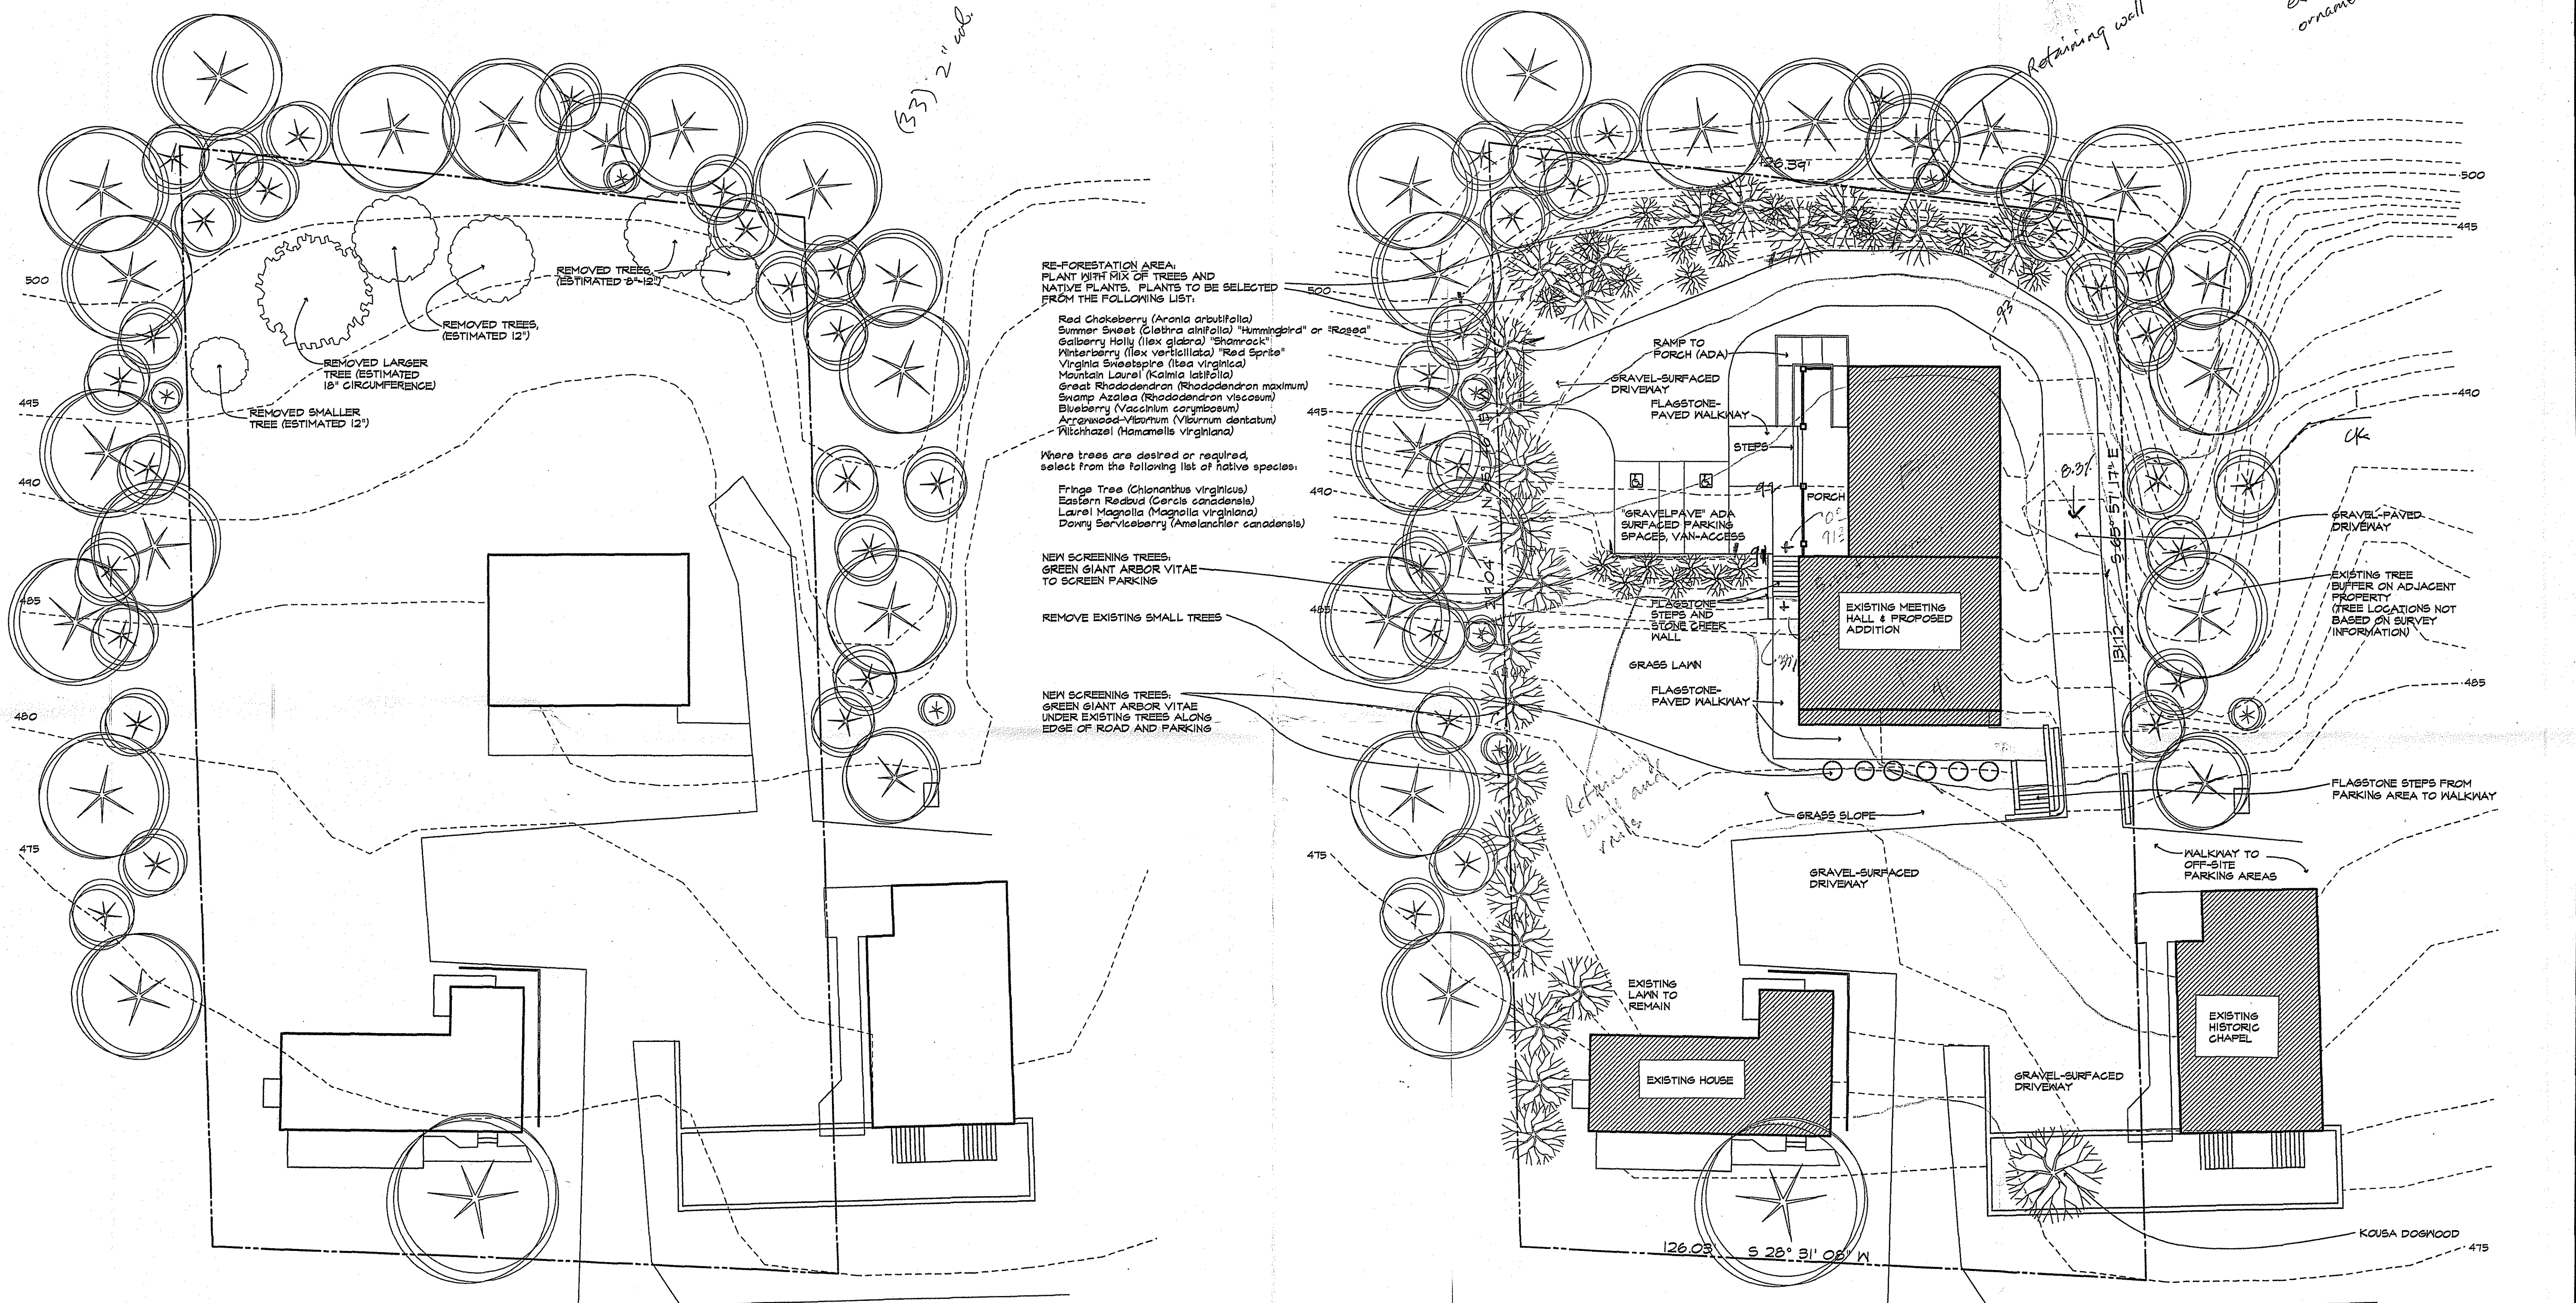 (33) 2" col.
500
REMOVED TREES
(ESTIMATED 8"-12")
REMOVED TREES,
(ESTIMATED 12")
REMOVED LARGER
TREE (ESTIMATED
18" CIRCUMFERENCE)
495
REMOVED SMALLER
TREE (ESTIMATED 12")
490
485
480
475
RE-FORESTATION AREA:
PLANT WITH MIX OF TREES AND
NATIVE PLANTS. PLANTS TO BE SELECTED
FROM THE FOLLOWING LIST:
Red Chokeberry (Aronia arbutifolia)
Summer Sweet (Clethra alnifolia) "Hummingbird" or "Rosea"
Galberry Holly (Ilex glabra) "Shamrock"
Winterberry (Ilex verticillata) "Red Sprite"
Virginia Sweetspire (Itea virginica)
Mountain Laurel (Kalmia latifolia)
Great Rhododendron (Rhododendron maximum)
Swamp Azalea (Rhododendron viscosum)
Blueberry (Vaccinium corymbosum)
Arrowwood Viburnum (Viburnum dentatum)
Witchhazel (Hamamelis virginiana)
Where trees are desired or required,
select from the following list of native species:
Fringe Tree (Chionanthus virginicus)
Eastern Redbud (Cercis canadensis)
Laurel Magnolia (Magnolia virginiana)
Downy Serviceberry (Amelanchier canadensis)
NEW SCREENING TREES:
GREEN GIANT ARBOR VITAE
TO SCREEN PARKING
REMOVE EXISTING SMALL TREES
NEW SCREENING TREES:
GREEN GIANT ARBOR VITAE
UNDER EXISTING TREES ALONG
EDGE OF ROAD AND PARKING
Retaining wall
126.39'
500
495
500
93
RAMP TO
PORCH (ADA)
GRAVEL-SURFACED
DRIVEWAY
FLAGSTONE-
PAVED WALKWAY
STEPS
495
490
490
"GRAVELPAVE" ADA
SURFACED PARKING
SPACES, VAN-ACCESS
PORCH
8.3%
S 65° 57' 17" E
131.12
GRAVEL-PAVED
DRIVEWAY
EXISTING TREE
BUFFER ON ADJACENT
PROPERTY
(TREE LOCATIONS NOT
BASED ON SURVEY
INFORMATION)
485
FLAGSTONE
STEPS AND
STONE CHEEK
WALL
EXISTING MEETING
HALL & PROPOSED
ADDITION
GRASS LAWN
FLAGSTONE-
PAVED WALKWAY
485
Retaining
wall and
rails
GRASS SLOPE
FLAGSTONE STEPS FROM
PARKING AREA TO WALKWAY
475
GRAVEL-SURFACED
DRIVEWAY
WALKWAY TO
OFF-SITE
PARKING AREAS
EXISTING
LAWN TO
REMAIN
EXISTING
HISTORIC
CHAPEL
EXISTING HOUSE
GRAVEL-SURFACED
DRIVEWAY
KOUSA DOGWOOD
126.03 S 28° 31' 08" W
475